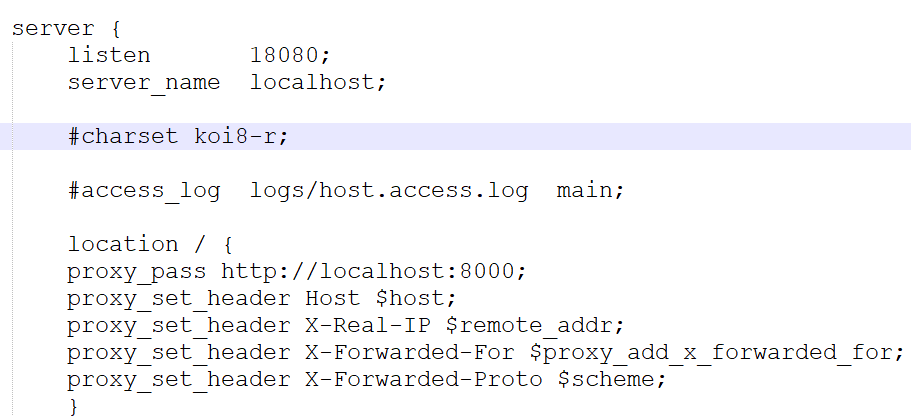 server {
    listen       18080;
    server_name  localhost;
    #charset koi8-r;
    #access_log  logs/host.access.log  main;
    location / {
    proxy_pass http://localhost:8000;
    proxy_set_header Host $host;
    proxy_set_header X-Real-IP $remote_addr;
    proxy_set_header X-Forwarded-For $proxy_add_x_forwarded_for;
    proxy_set_header X-Forwarded-Proto $scheme;
    }